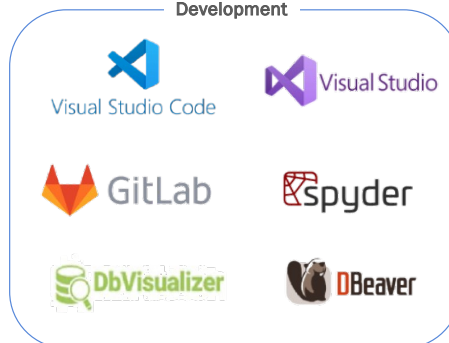 Development
Visual Studio Code
Visual Studio
GitLab
spyder
DbVisualizer
DBeaver